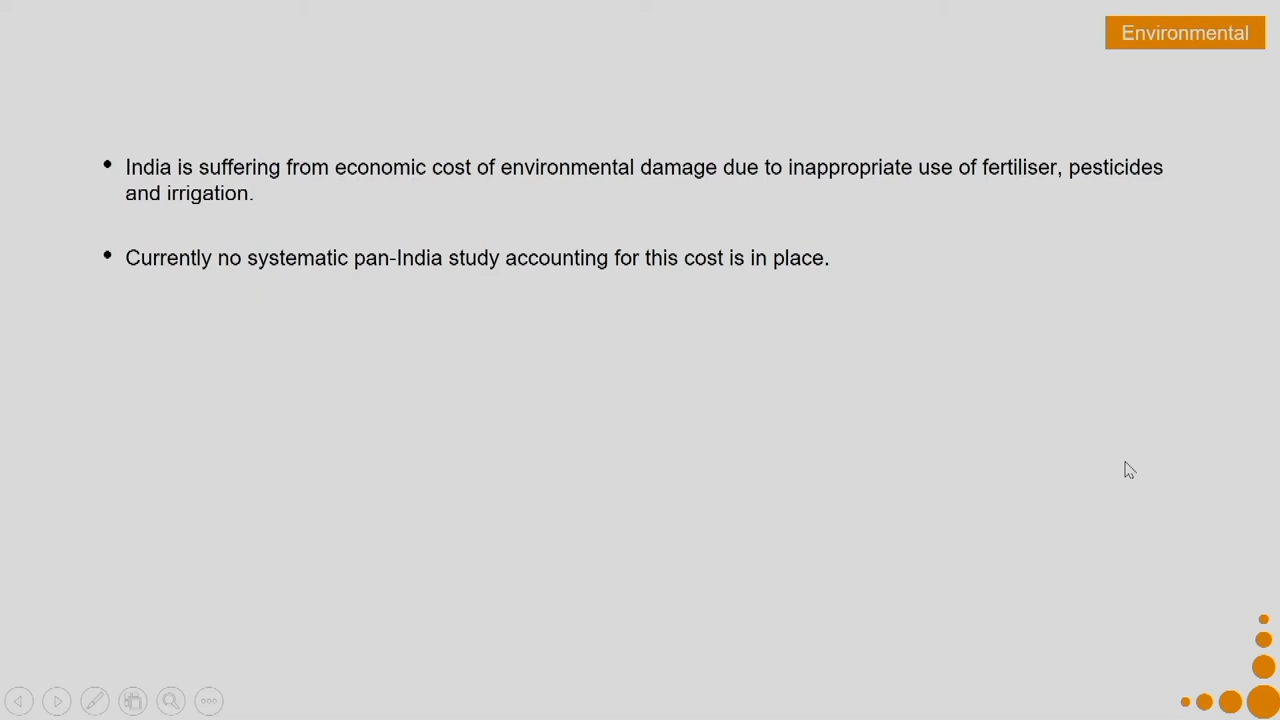 Environmental
• India is suffering from economic cost of environmental damage due to inappropriate use of fertiliser, pesticides
and irrigation.
• Currently no systematic pan-India study accounting for this cost is in place.